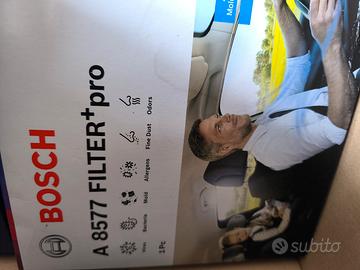 BOSCH
A 8577 FILTER+pro
Virus
Bacteria
Mold
Allergens
Fine Dust
Odors
1Pc
subito